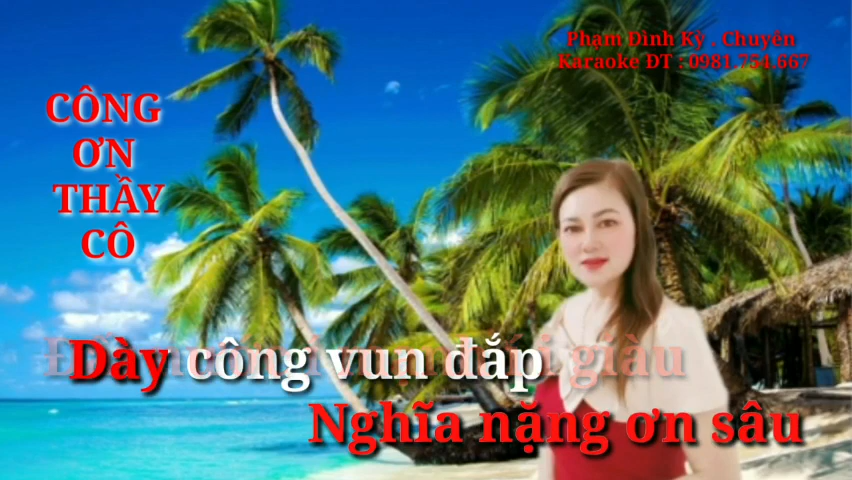 Phạm Đình Kỳ . Chuyên
Karaoke ĐT : 0981.754.667
CÔNG
ƠN
THẦY
CÔ
Dày công vun đắp
giàu
Nghĩa nặng ơn sâu